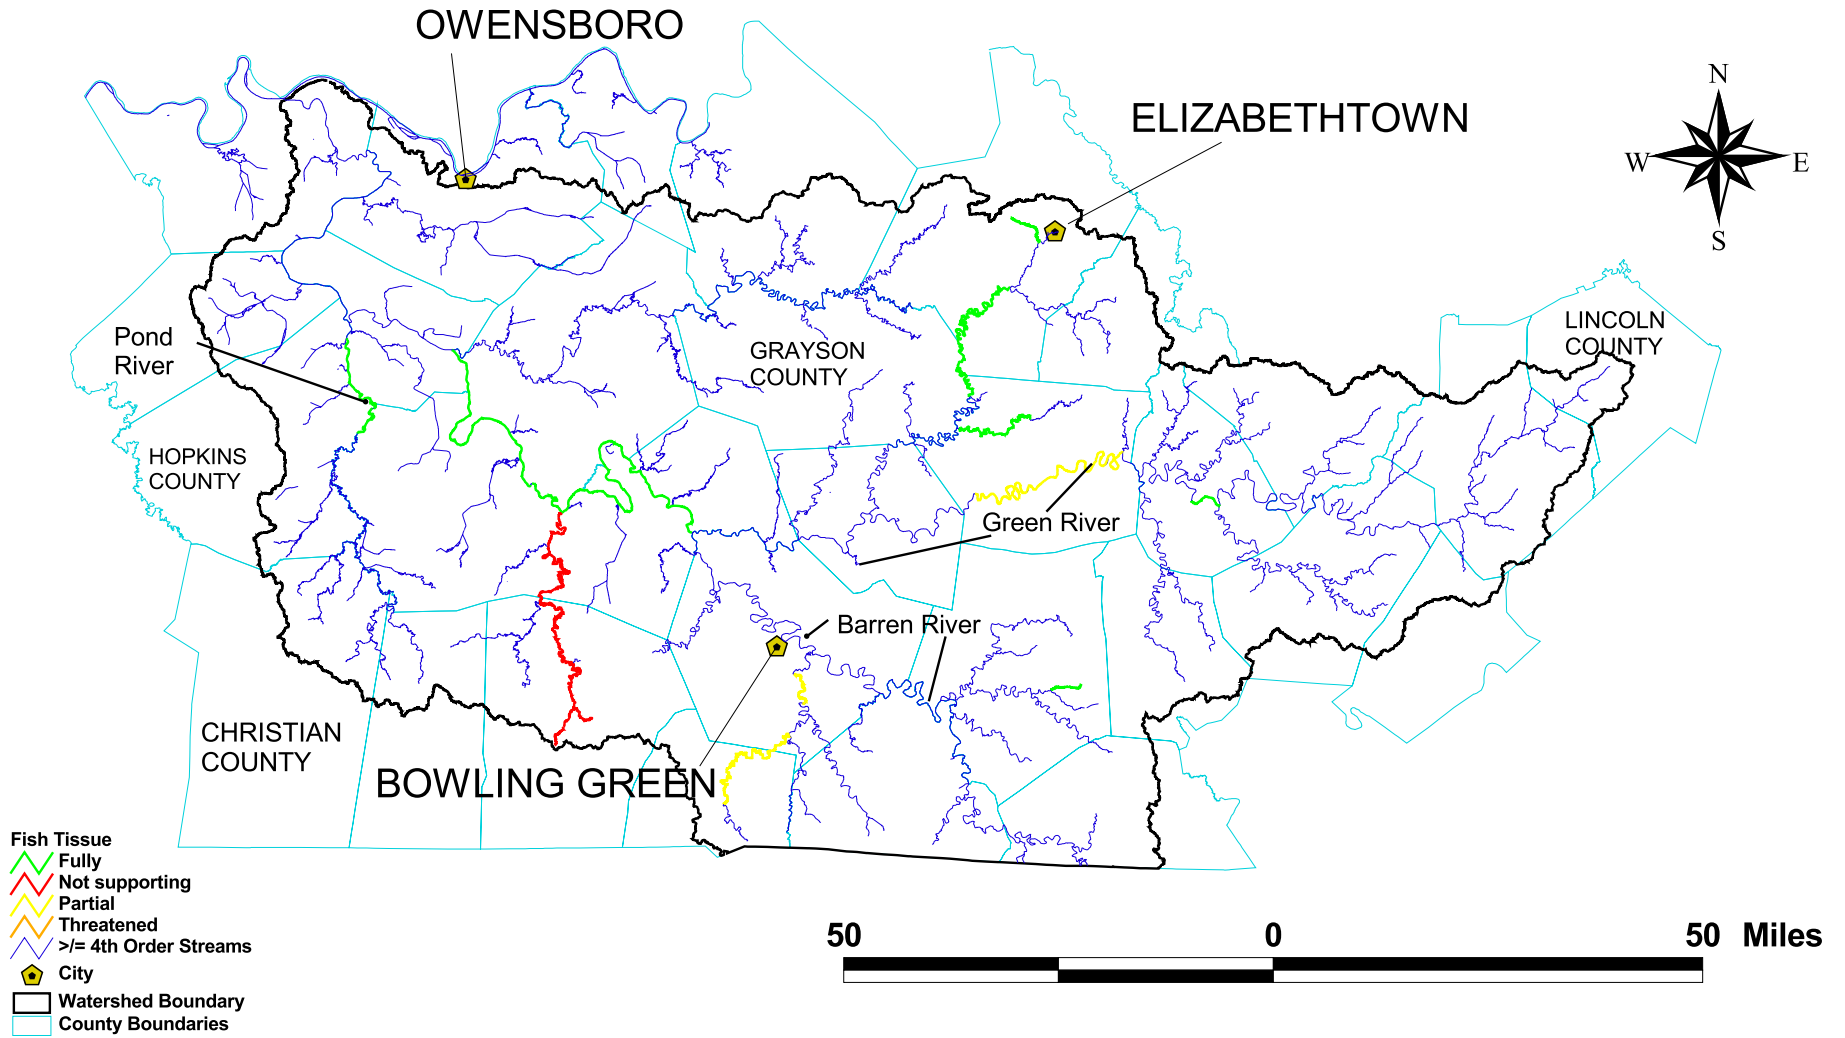 OWENSBORO
ELIZABETHTOWN
N
W
E
S
Pond
River
LINCOLN
COUNTY
GRAYSON
COUNTY
HOPKINS
COUNTY
Green River
Barren River
CHRISTIAN
COUNTY
BOWLING GREEN
Fish Tissue
Fully
Not supporting
Partial
Threatened
>/= 4th Order Streams
City
Watershed Boundary
County Boundaries
50 0 50 Miles